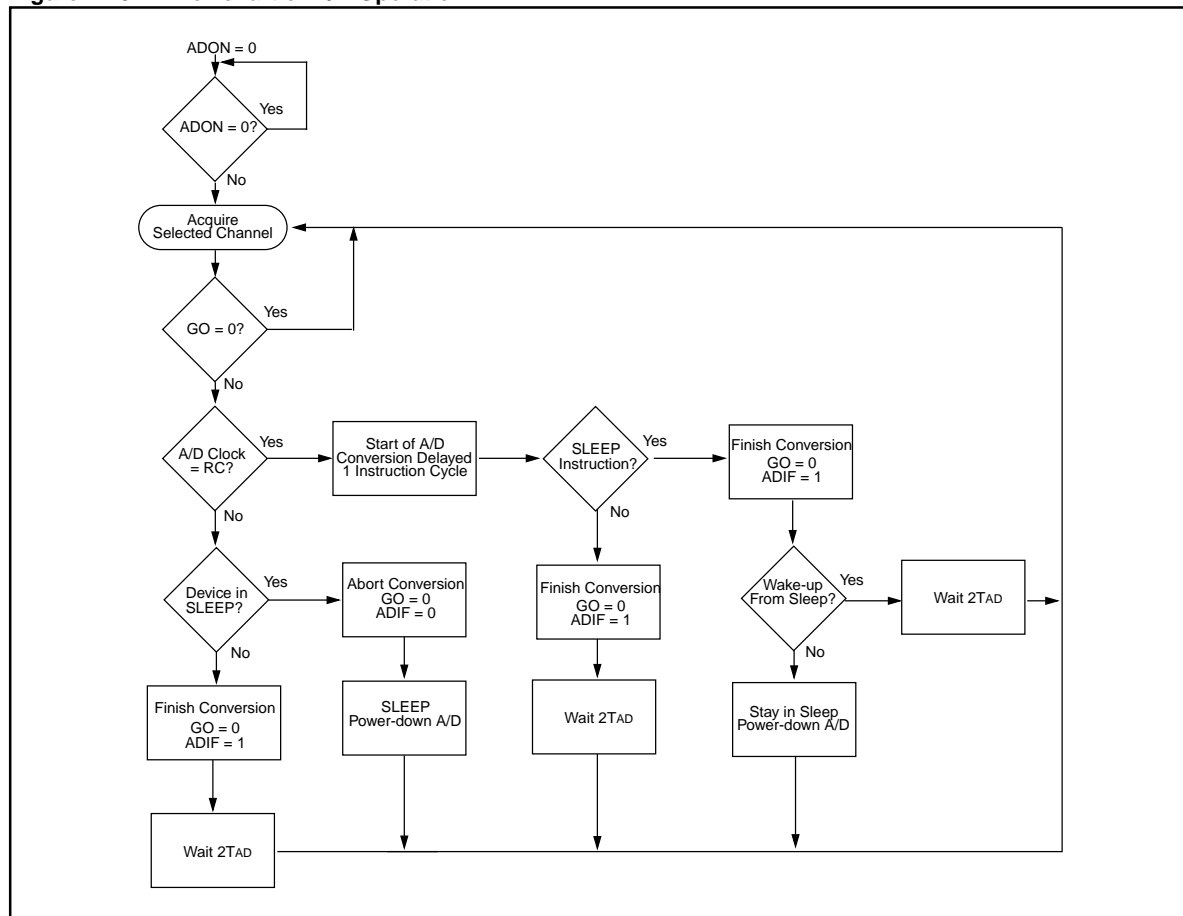 ADON = 0
ADON = 0?
Yes
No
Acquire
Selected Channel
GO = 0?
Yes
No
A/D Clock
= RC?
Yes
No
Start of A/D
Conversion Delayed
1 Instruction Cycle
SLEEP
Instruction?
Yes
No
Finish Conversion
GO = 0
ADIF = 1
Device in
SLEEP?
Yes
No
Abort Conversion
GO = 0
ADIF = 0
Finish Conversion
GO = 0
ADIF = 1
Wake-up
From Sleep?
Yes
No
Wait 2TAD
Finish Conversion
GO = 0
ADIF = 1
SLEEP
Power-down A/D
Wait 2TAD
Stay in Sleep
Power-down A/D
Wait 2TAD